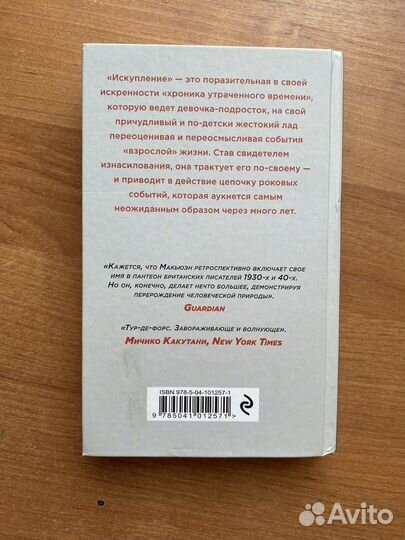 «Искупление» — это поразительная в своей
искренности «хроника утраченного времени»,
которую ведет девочка-подросток, на свой
причудливый и по-детски жестокий лад
переоценивая и переосмысливая события
«взрослой» жизни. Став свидетелем
изнасилования, она трактует его по-своему —
и приводит в действие цепочку роковых
событий, которая аукнется самым
неожиданным образом через много лет.
«Кажется, что Макьюэн ретроспективно включает свое
имя в пантеон британских писателей 1930-х и 40-х.
Но он, конечно, делает нечто большее, демонстрируя
перерождение человеческой природы».
Guardian
«Тур-де-форс. Завораживающе и волнующе».
Мичико Какутани, New York Times
ISBN 978-5-04-101257-1
9 785041 012571 >
Avito